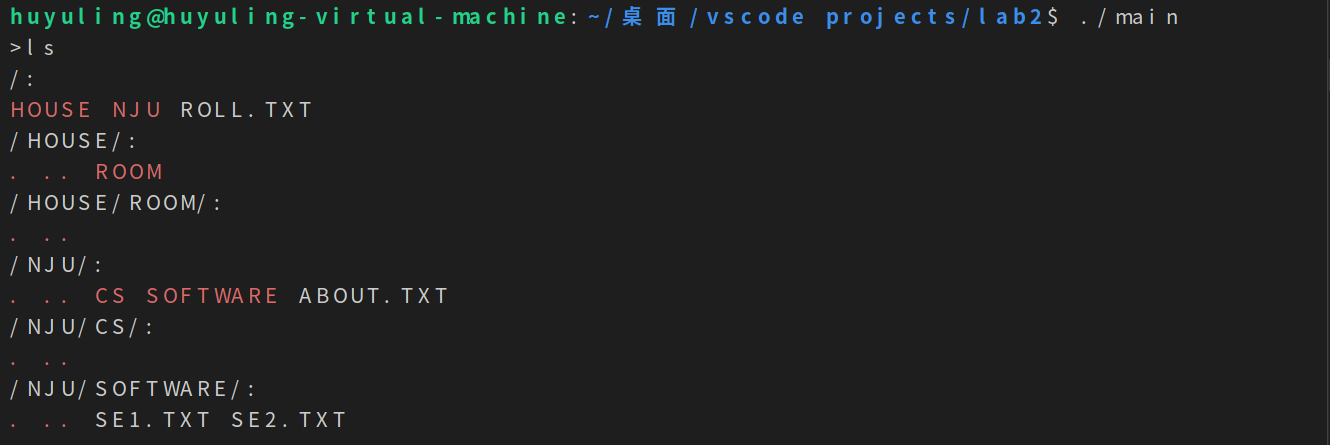 huyuling@huyuling-virtual-machine:~/桌面/vscode projects/lab2$ ./main
>ls
/:
HOUSE NJU ROLL.TXT
/HOUSE/:
. .. ROOM
/HOUSE/ROOM/:
. ..
/NJU/:
. .. CS SOFTWARE ABOUT.TXT
/NJU/CS/:
. ..
/NJU/SOFTWARE/:
. .. SE1.TXT SE2.TXT